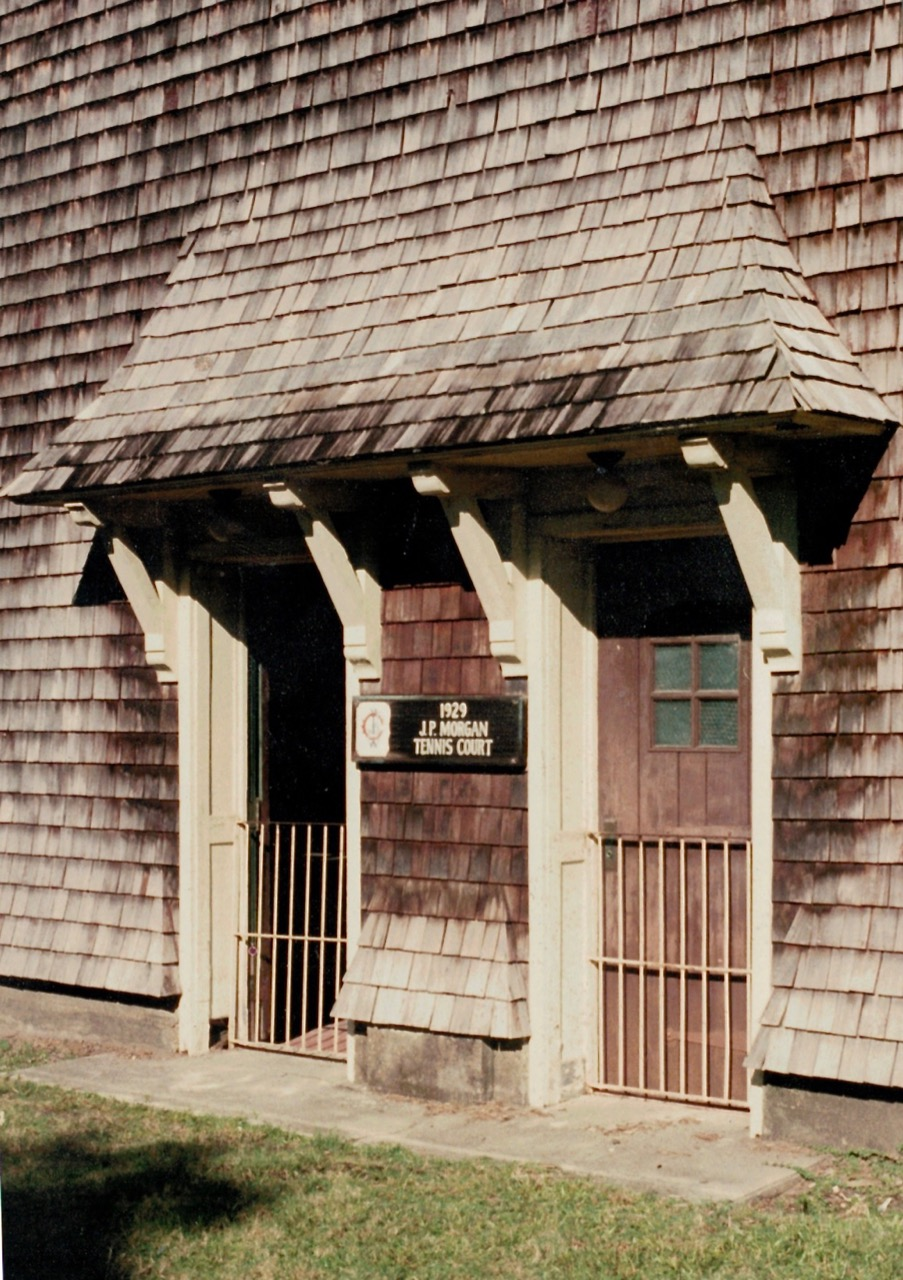 1929
J.P. MORGAN
TENNIS COURT